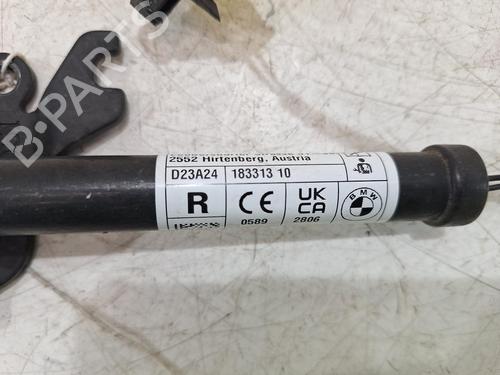 B-PARTS
2552 Hirtenberg, Austria
D23A24 183313 10
R CE UK CA BMW
0589 2806